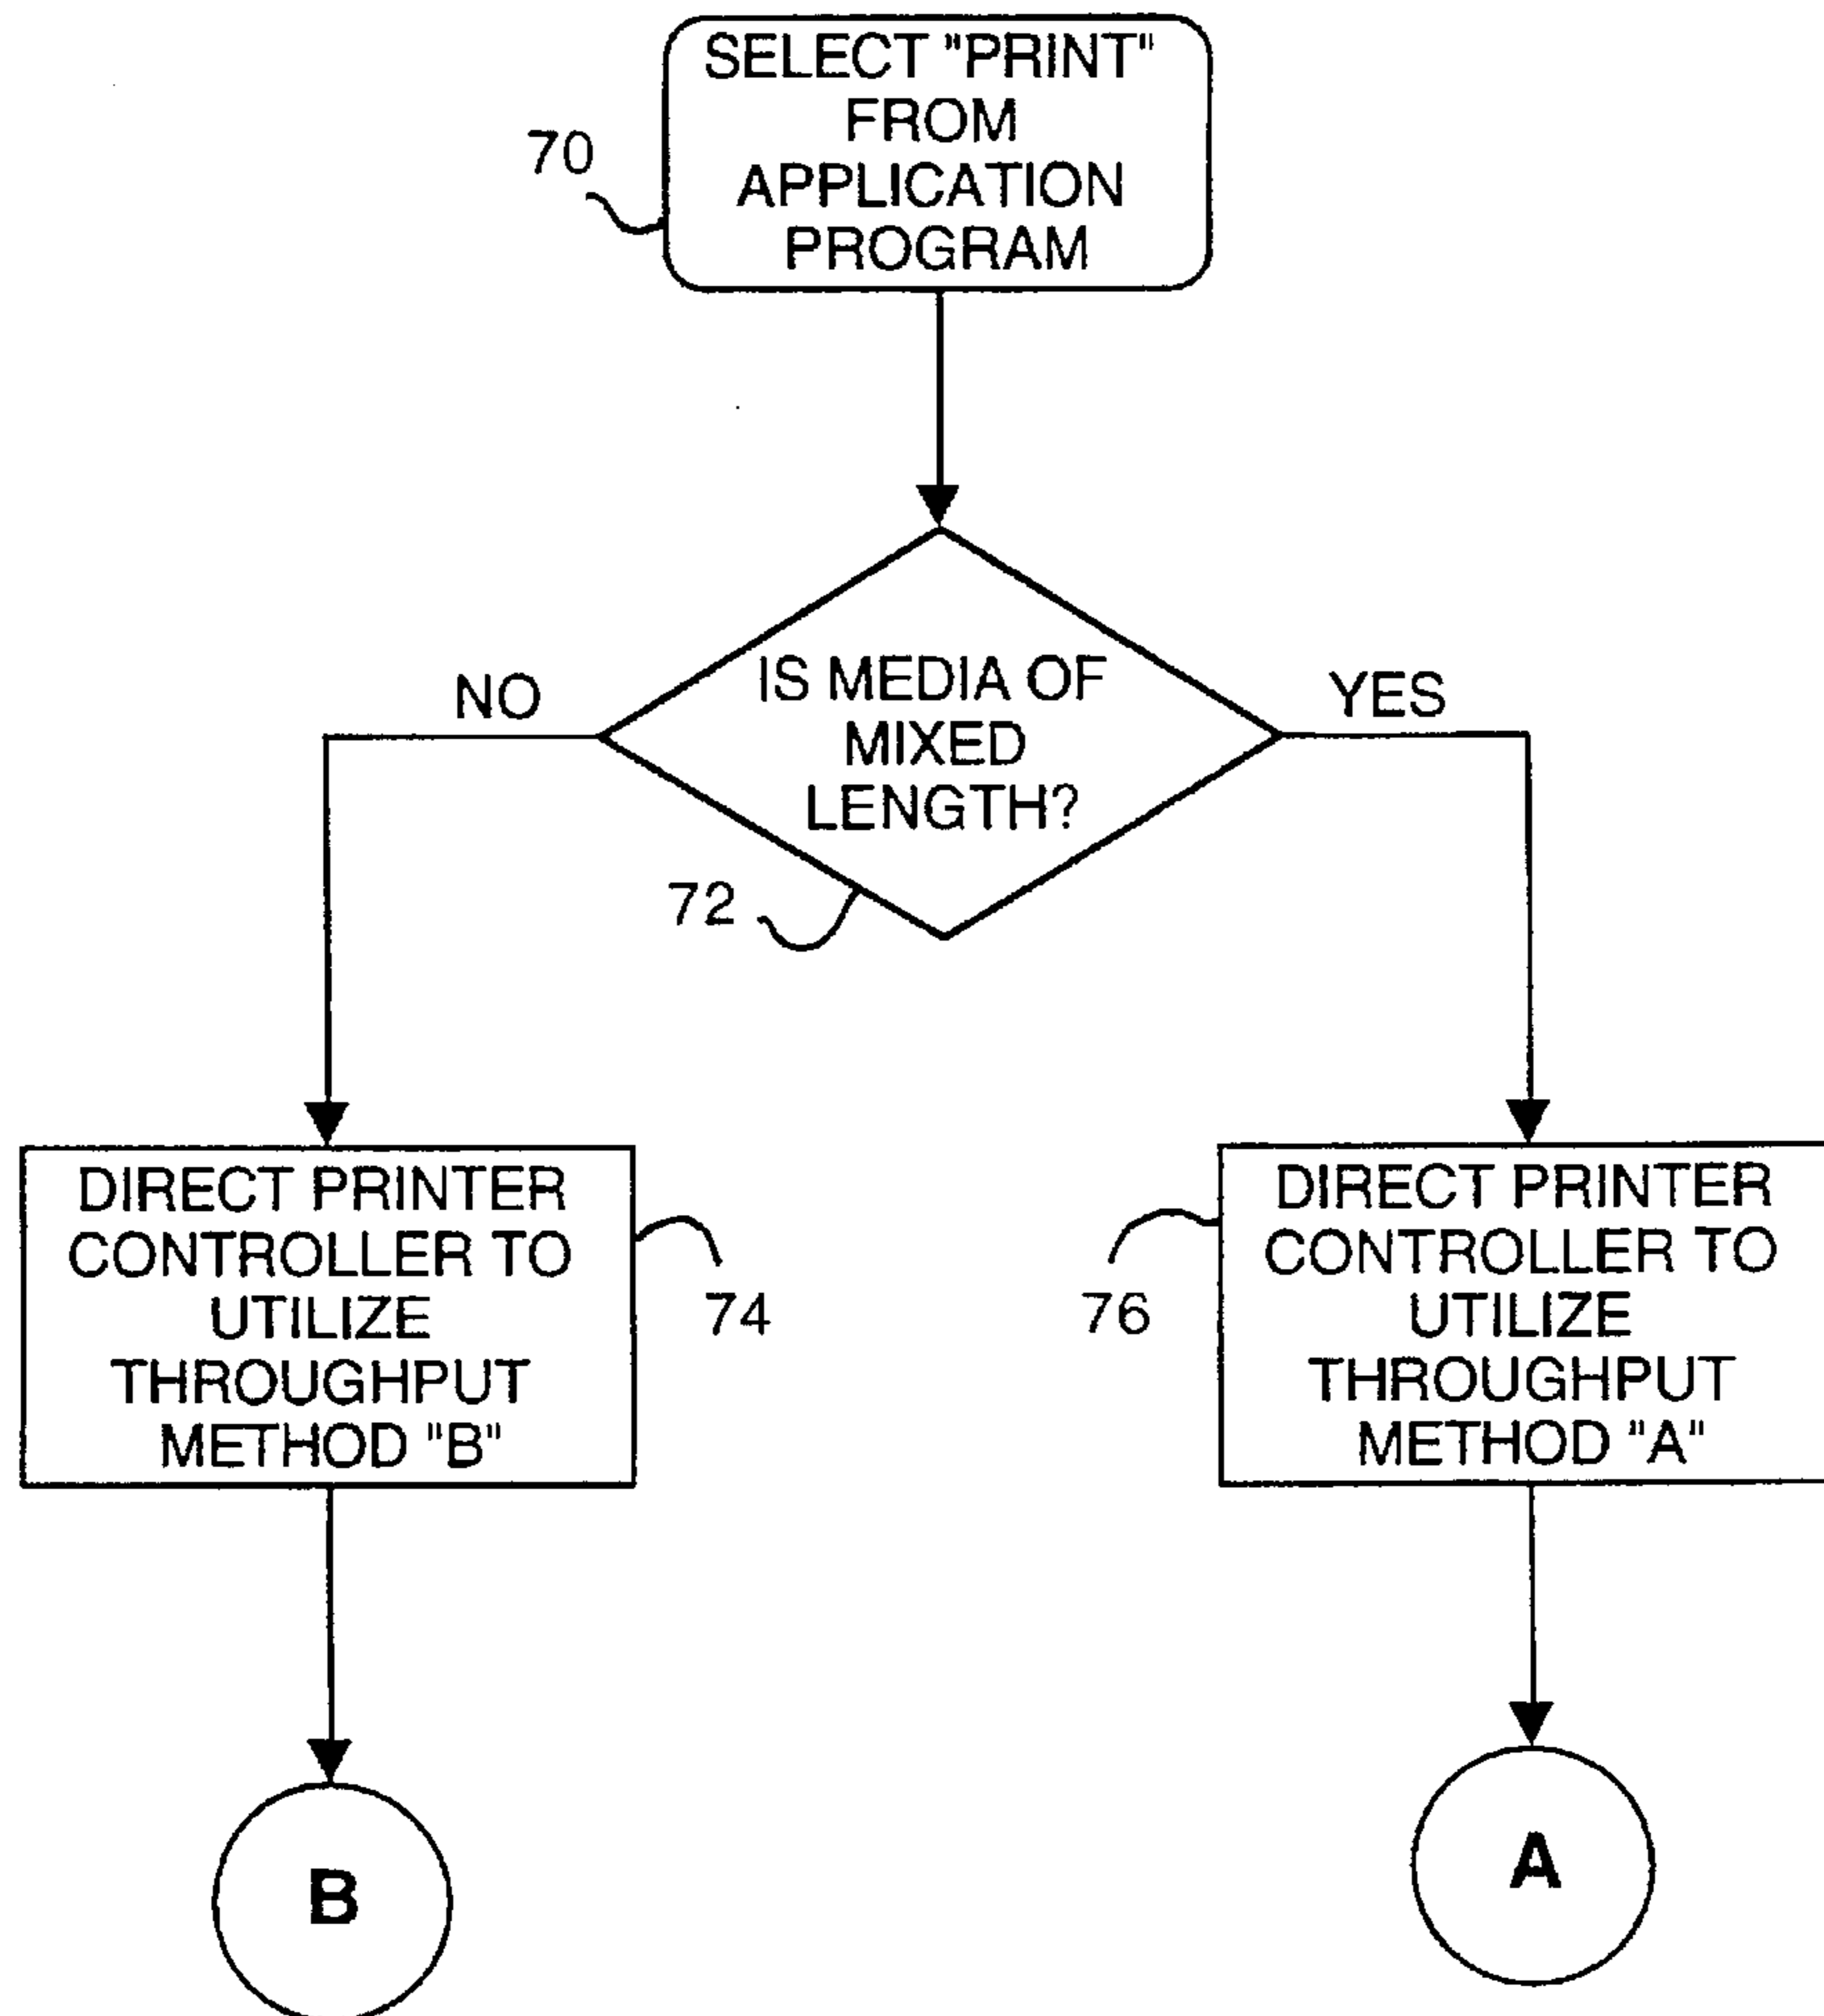 SELECT "PRINT"
FROM
APPLICATION
PROGRAM
70
IS MEDIA OF
MIXED
LENGTH?
NO
YES
72
DIRECT PRINTER
CONTROLLER TO
UTILIZE
THROUGHPUT
METHOD "B"
74
76
DIRECT PRINTER
CONTROLLER TO
UTILIZE
THROUGHPUT
METHOD "A"
B
A